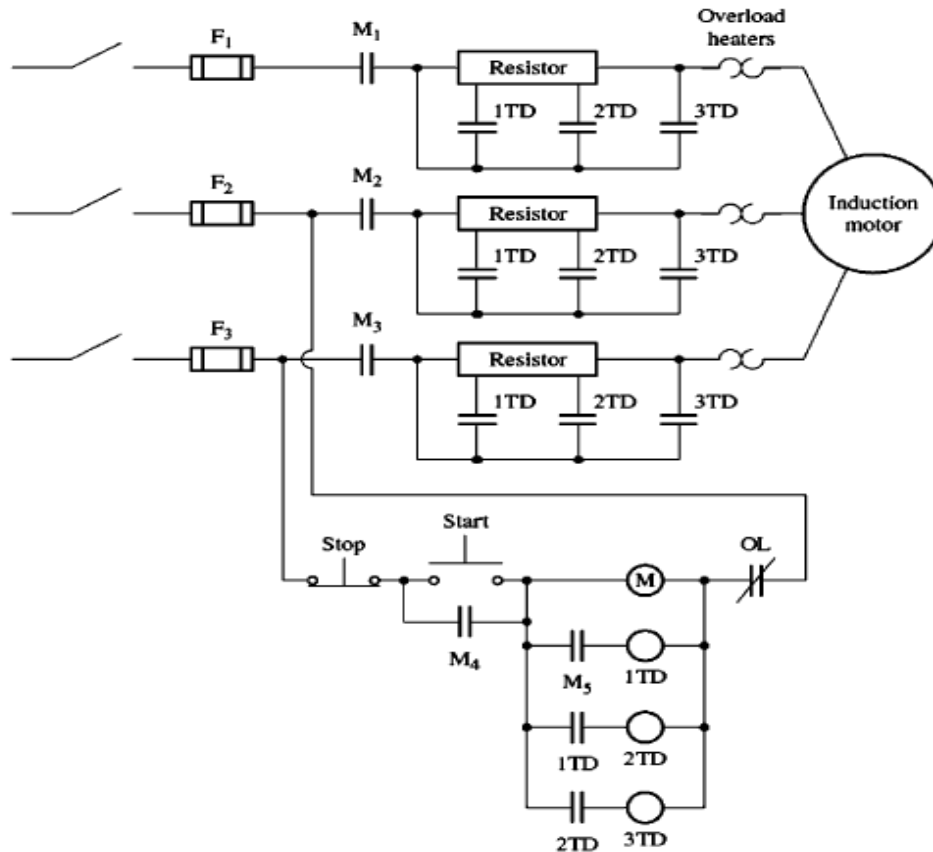 Overload
heaters
F1
M1
Resistor
1TD
2TD
3TD
F2
M2
Resistor
Induction
motor
1TD
2TD
3TD
F3
M3
Resistor
1TD
2TD
3TD
Start
Stop
OL
M
M4
M5
1TD
1TD
2TD
2TD
3TD